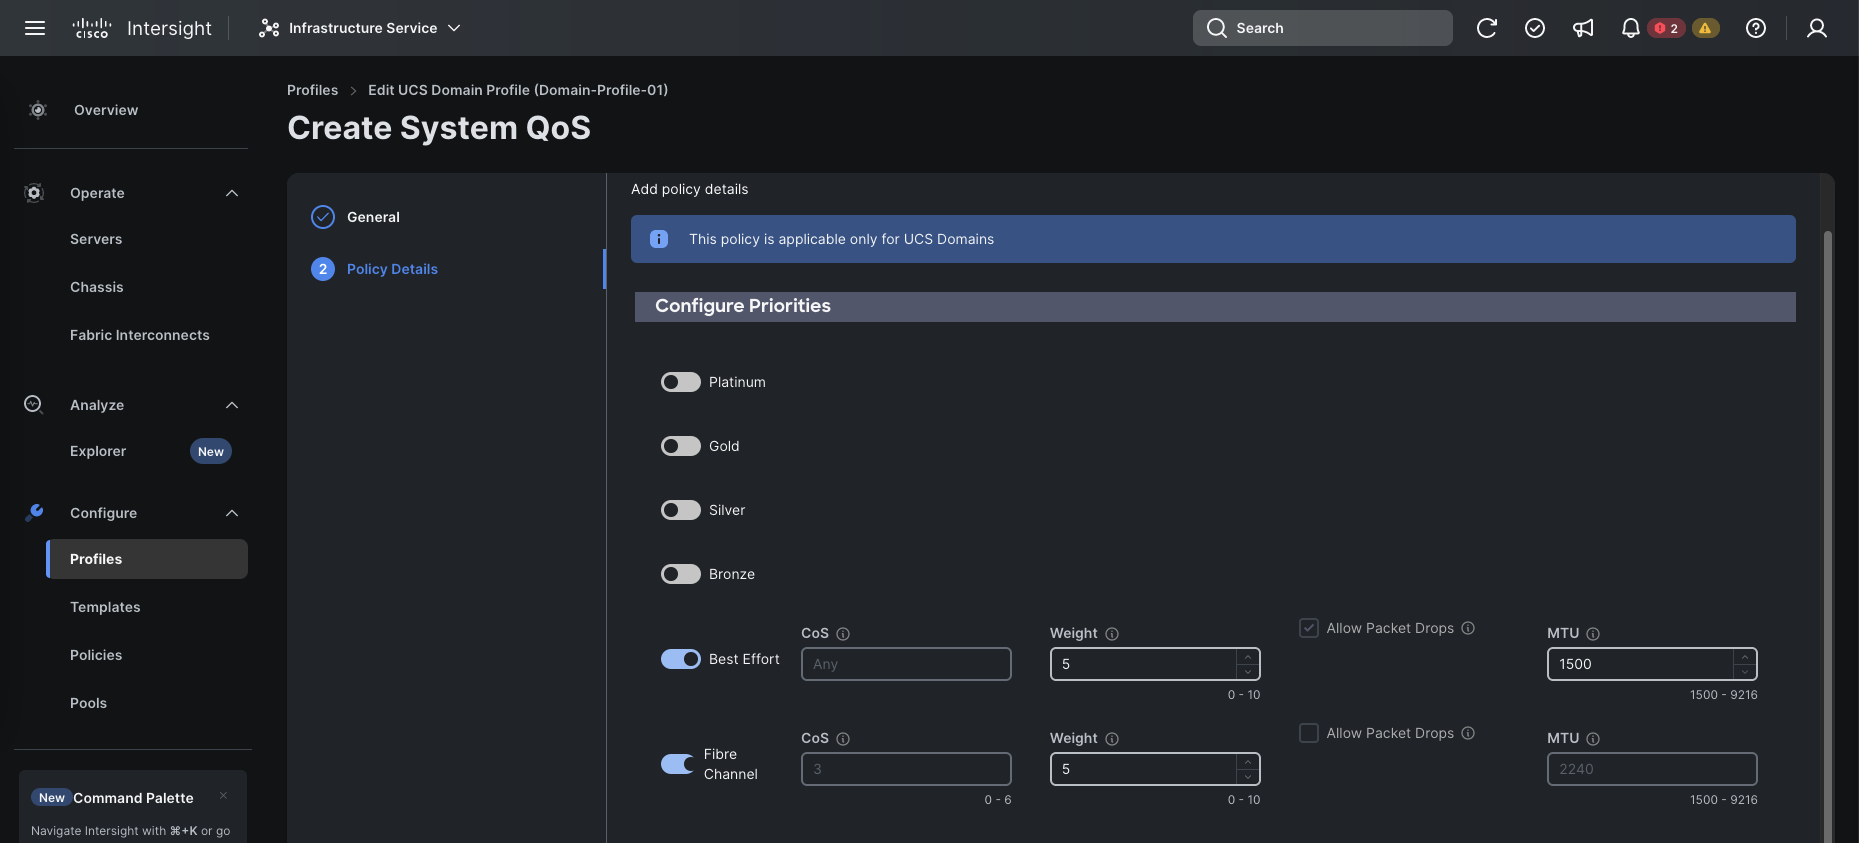 cisco Intersight
Infrastructure Service
Search
2
Overview
Operate
Servers
Chassis
Fabric Interconnects
Analyze
Explorer New
Configure
Profiles
Templates
Policies
Pools
New Command Palette
Navigate Intersight with ⌘+K or go
Profiles > Edit UCS Domain Profile (Domain-Profile-01)
Create System QoS
General
2 Policy Details
Add policy details
This policy is applicable only for UCS Domains
Configure Priorities
Platinum
Gold
Silver
Bronze
CoS Weight Allow Packet Drops MTU
Best Effort Any 5 1500
0 - 10 1500 - 9216
CoS Weight Allow Packet Drops MTU
Fibre
Channel 3 5 2240
0 - 6 0 - 10 1500 - 9216